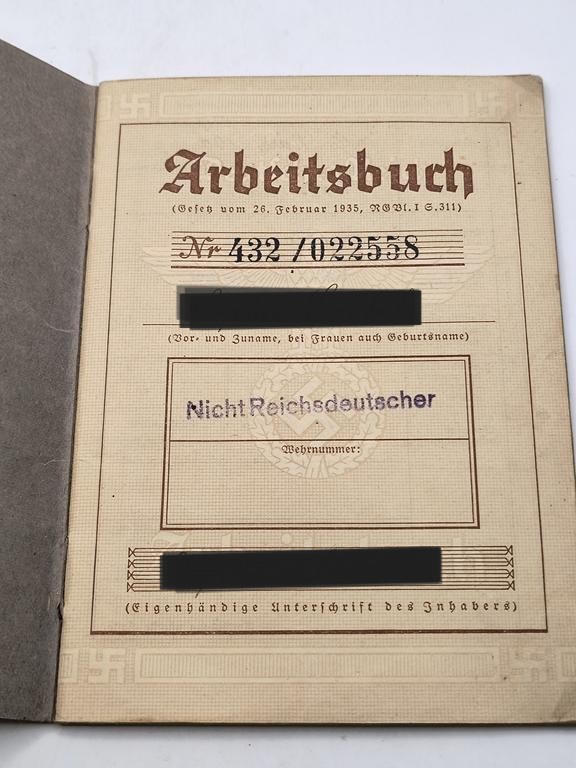 Arbeitsbuch
(Gesetz vom 26. Februar 1935, RGBl. I S.311)
Nr 432 / 022558
(Vor- und Zuname, bei Frauen auch Geburtsname)
Nicht Reichsdeutscher
Wehrnummer:
(Eigenhändige Unterschrift des Inhabers)